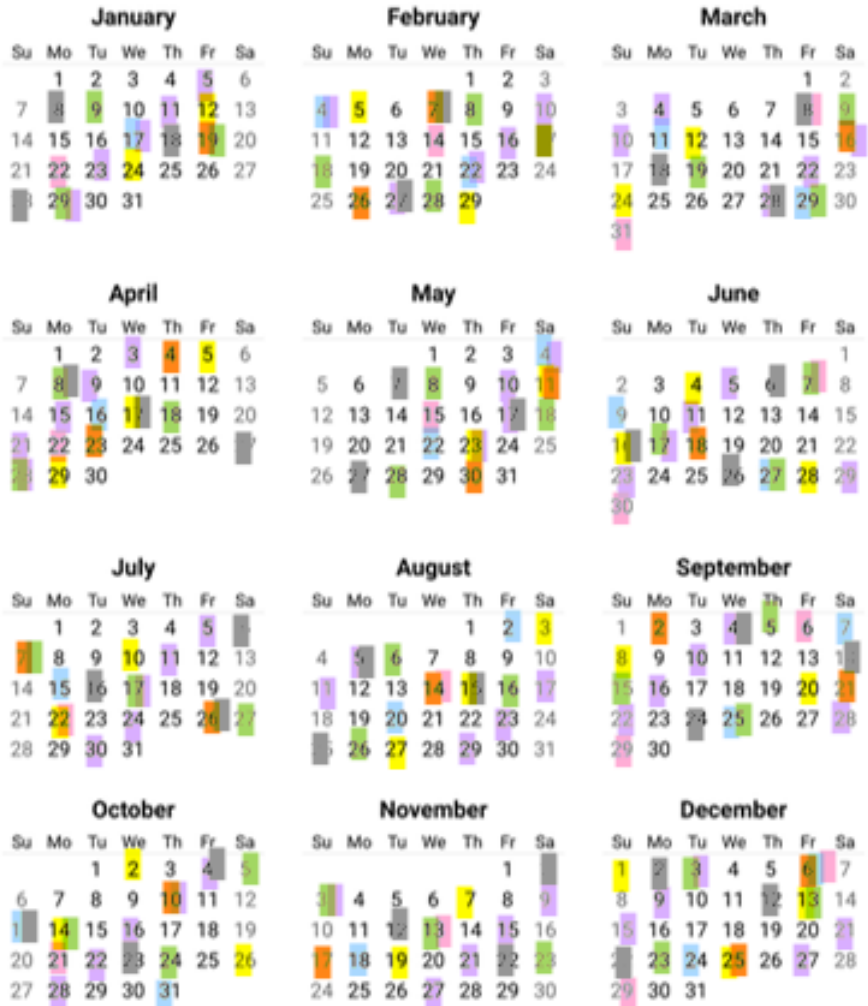 January
Su Mo Tu We Th Fr Sa
1 2 3 4 5 6
7 8 9 10 11 12 13
14 15 16 17 18 19 20
21 22 23 24 25 26 27
29 30 31
February
Su Mo Tu We Th Fr Sa
1 2 3
4 5 6 7 8 9 10
11 12 13 14 15 16
18 19 20 21 22 23 24
25 26 27 28 29
March
Su Mo Tu We Th Fr Sa
1 2
3 4 5 6 7 8 9
10 11 12 13 14 15 16
17 18 19 20 21 22 23
24 25 26 27 28 29 30
31
April
Su Mo Tu We Th Fr Sa
1 2 3 4 5 6
7 8 9 10 11 12 13
14 15 16 17 18 19 20
21 22 23 24 25 26
28 29 30
May
Su Mo Tu We Th Fr Sa
1 2 3 4
5 6 7 8 9 10 11
12 13 14 15 16 17 18
19 20 21 22 23 24 25
26 27 28 29 30 31
June
Su Mo Tu We Th Fr Sa
1
2 3 4 5 6 7 8
9 10 11 12 13 14 15
17 18 19 20 21 22
23 24 25 26 27 28 29
30
July
Su Mo Tu We Th Fr Sa
1 2 3 4 5
7 8 9 10 11 12 13
14 15 16 17 18 19 20
21 22 23 24 25 26 27
28 29 30 31
August
Su Mo Tu We Th Fr Sa
1 2 3
4 5 6 7 8 9 10
11 12 13 14 15 16 17
18 19 20 21 22 23 24
26 27 28 29 30 31
September
Su Mo Tu We Th Fr Sa
1 2 3 4 5 6 7
8 9 10 11 12 13
15 16 17 18 19 20 21
22 23 24 25 26 27 28
29 30
October
Su Mo Tu We Th Fr Sa
1 2 3 4 5
6 7 8 9 10 11 12
14 15 16 17 18 19
20 21 22 23 24 25 26
27 28 29 30 31
November
Su Mo Tu We Th Fr Sa
1
3 4 5 6 7 8 9
10 11 12 13 14 15 16
17 18 19 20 21 22 23
24 25 26 27 28 29 30
December
Su Mo Tu We Th Fr Sa
1 2 3 4 5 6 7
8 9 10 11 12 13 14
15 16 17 18 19 20 21
23 24 25 26 27 28
29 30 31